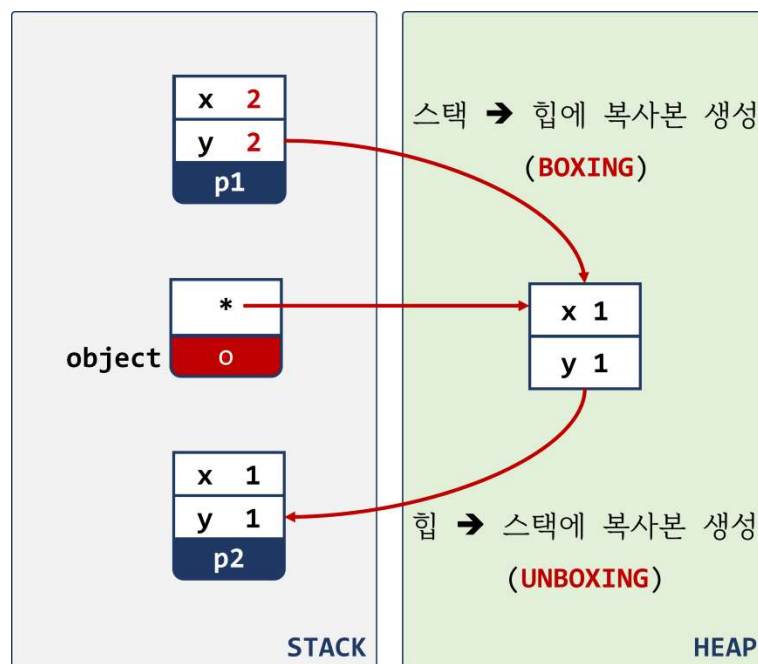 x 2
y 2
p1
스택 ➔ 힙에 복사본 생성
(BOXING)
*
object o
x 1
y 1
x 1
y 1
p2
힙 ➔ 스택에 복사본 생성
(UNBOXING)
STACK
HEAP